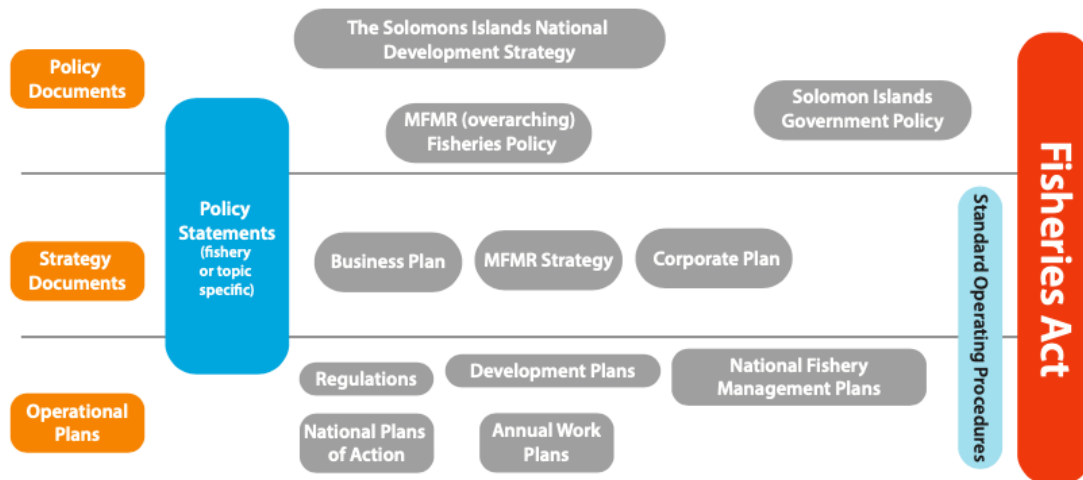 Policy
Documents
The Solomons Islands National
Development Strategy
MFMR (overarching)
Fisheries Policy
Solomon Islands
Government Policy
Policy
Statements
(fishery
or topic
specific)
Strategy
Documents
Business Plan
MFMR Strategy
Corporate Plan
Operational
Plans
Regulations
Development Plans
National Fishery
Management Plans
National Plans
of Action
Annual Work
Plans
Standard Operating Procedures
Fisheries Act